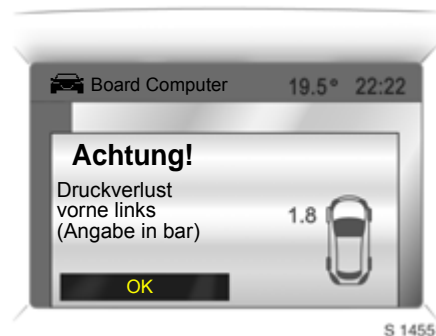 Board Computer 19.5° 22:22
Achtung!
Druckverlust
vorne links
(Angabe in bar)
1.8
OK
S 1455